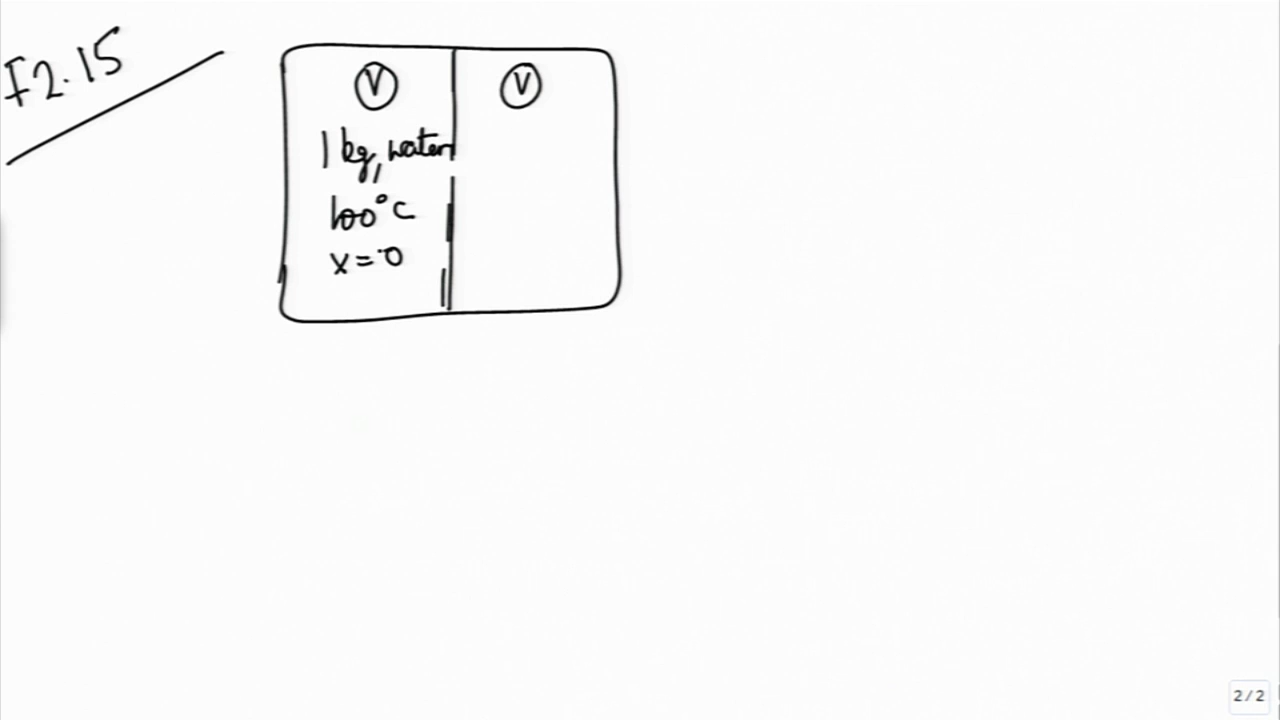 F2.15
V V
1 kg, water
100°C
x = 0
2 / 2